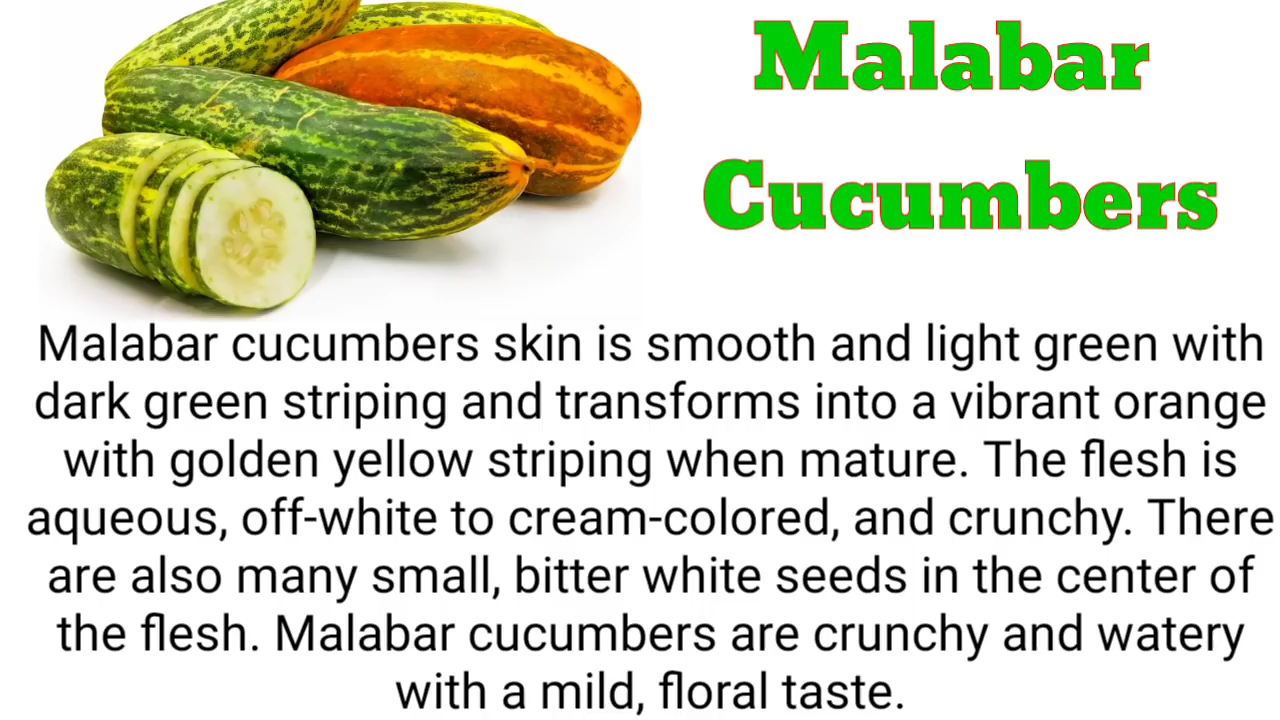 Malabar
Cucumbers
Malabar cucumbers skin is smooth and light green with
dark green striping and transforms into a vibrant orange
with golden yellow striping when mature. The flesh is
aqueous, off-white to cream-colored, and crunchy. There
are also many small, bitter white seeds in the center of
the flesh. Malabar cucumbers are crunchy and watery
with a mild, floral taste.